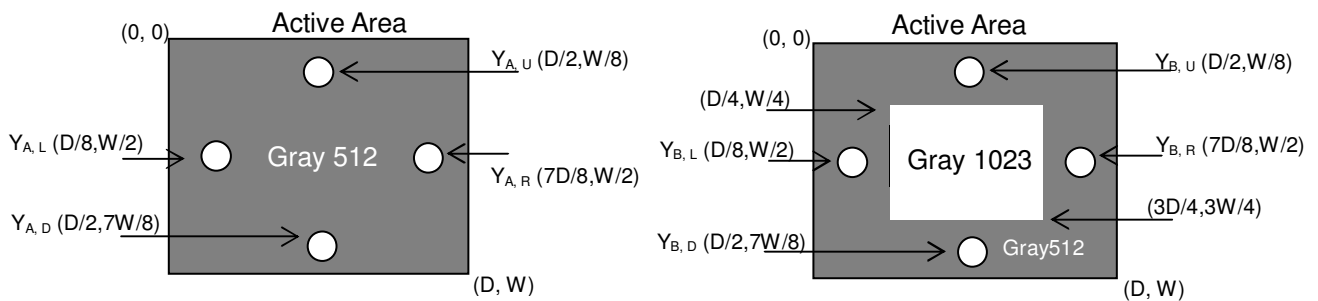 Active Area
(0, 0)
Y_A, U (D/2,W/8)
Y_A, L (D/8,W/2)
Gray 512
Y_A, R (7D/8,W/2)
Y_A, D (D/2,7W/8)
(D, W)
Active Area
(0, 0)
Y_B, U (D/2,W/8)
(D/4,W/4)
Y_B, L (D/8,W/2)
Gray 1023
Y_B, R (7D/8,W/2)
(3D/4,3W/4)
Y_B, D (D/2,7W/8)
Gray512
(D, W)